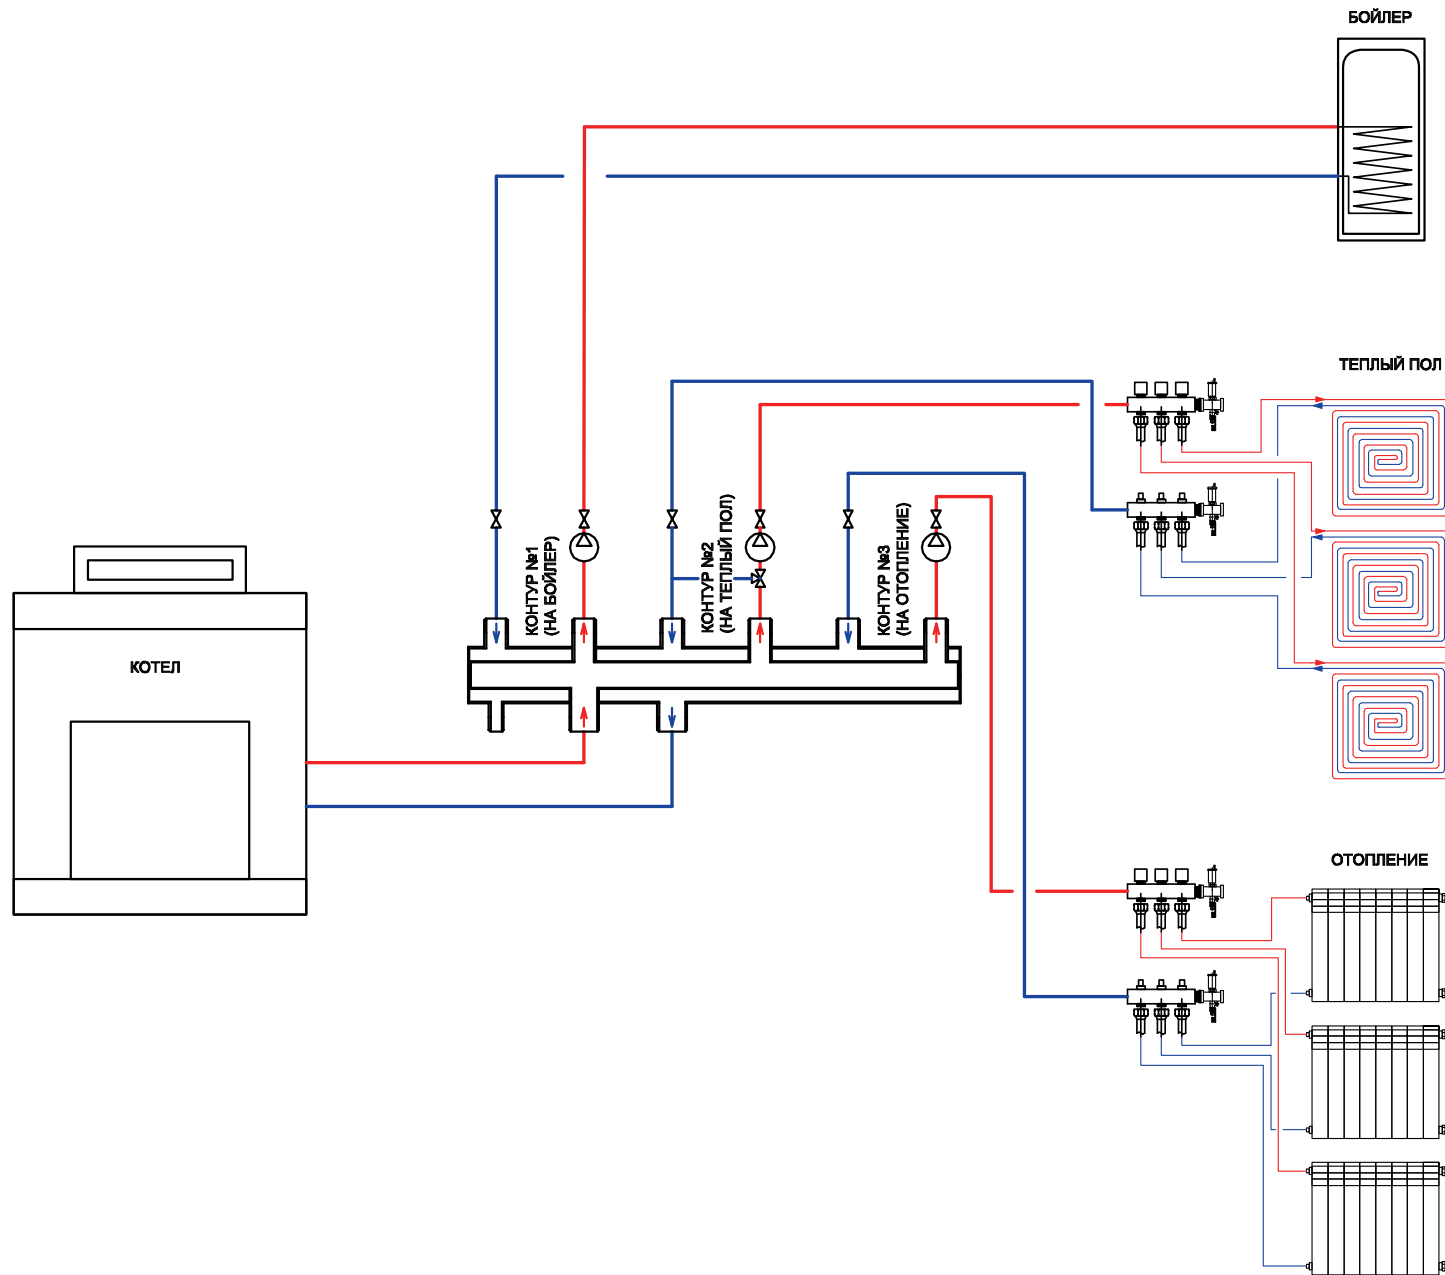 БОЙЛЕР
ТЕПЛЫЙ ПОЛ
КОНТУР №1
(НА БОЙЛЕР)
КОНТУР №2
(НА ТЕПЛЫЙ ПОЛ)
КОНТУР №3
(НА ОТОПЛЕНИЕ)
КОТЕЛ
ОТОПЛЕНИЕ